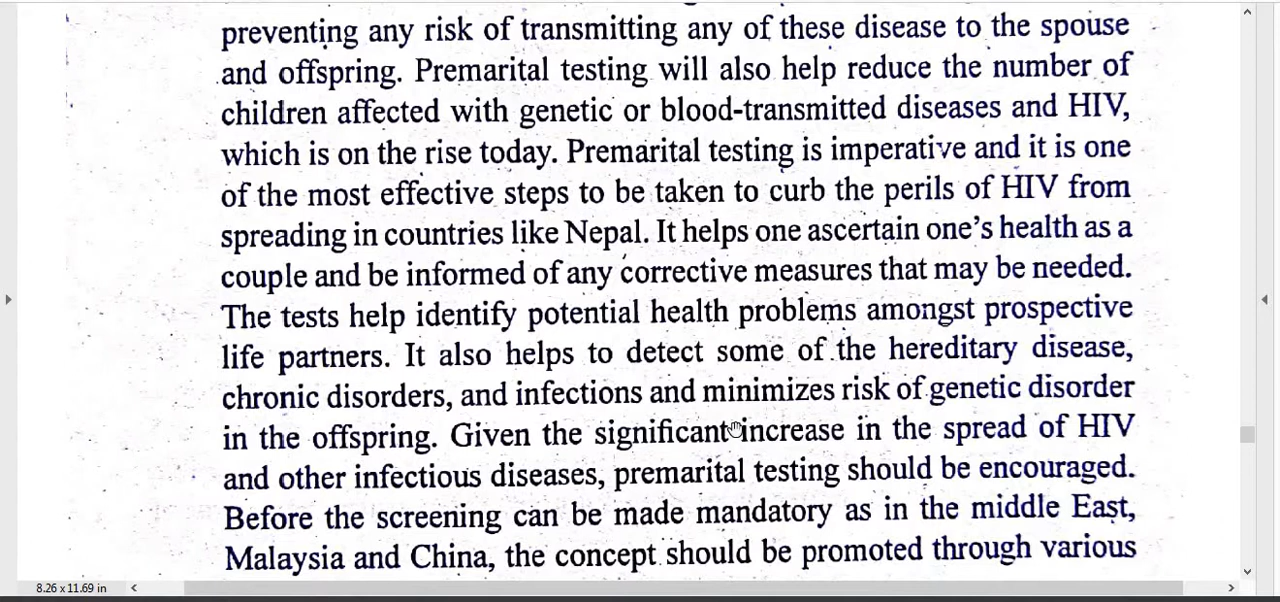 preventing any risk of transmitting any of these disease to the spouse
and offspring. Premarital testing will also help reduce the number of
children affected with genetic or blood-transmitted diseases and HIV,
which is on the rise today. Premarital testing is imperative and it is one
of the most effective steps to be taken to curb the perils of HIV from
spreading in countries like Nepal. It helps one ascertain one's health as a
couple and be informed of any corrective measures that may be needed.
The tests help identify potential health problems amongst prospective
life partners. It also helps to detect some of the hereditary disease,
chronic disorders, and infections and minimizes risk of genetic disorder
in the offspring. Given the significant increase in the spread of HIV
and other infectious diseases, premarital testing should be encouraged.
Before the screening can be made mandatory as in the middle East,
Malaysia and China, the concept should be promoted through various
8.26 x 11.69 in